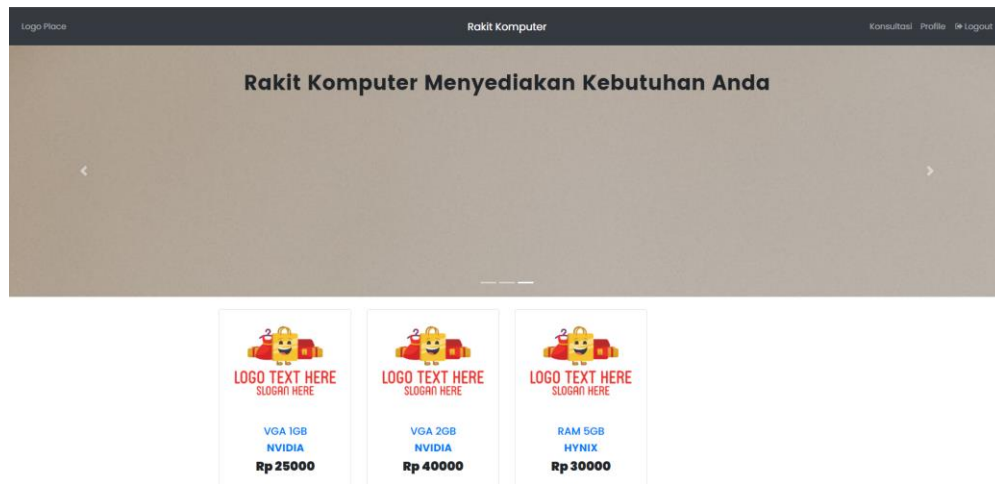 Logo Place
Rakit Komputer
Konsultasi Profile Logout
Rakit Komputer Menyediakan Kebutuhan Anda
LOGO TEXT HERE
SLOGAN HERE
VGA 1GB
NVIDIA
Rp 25000
LOGO TEXT HERE
SLOGAN HERE
VGA 2GB
NVIDIA
Rp 40000
LOGO TEXT HERE
SLOGAN HERE
RAM 5GB
HYNIX
Rp 30000